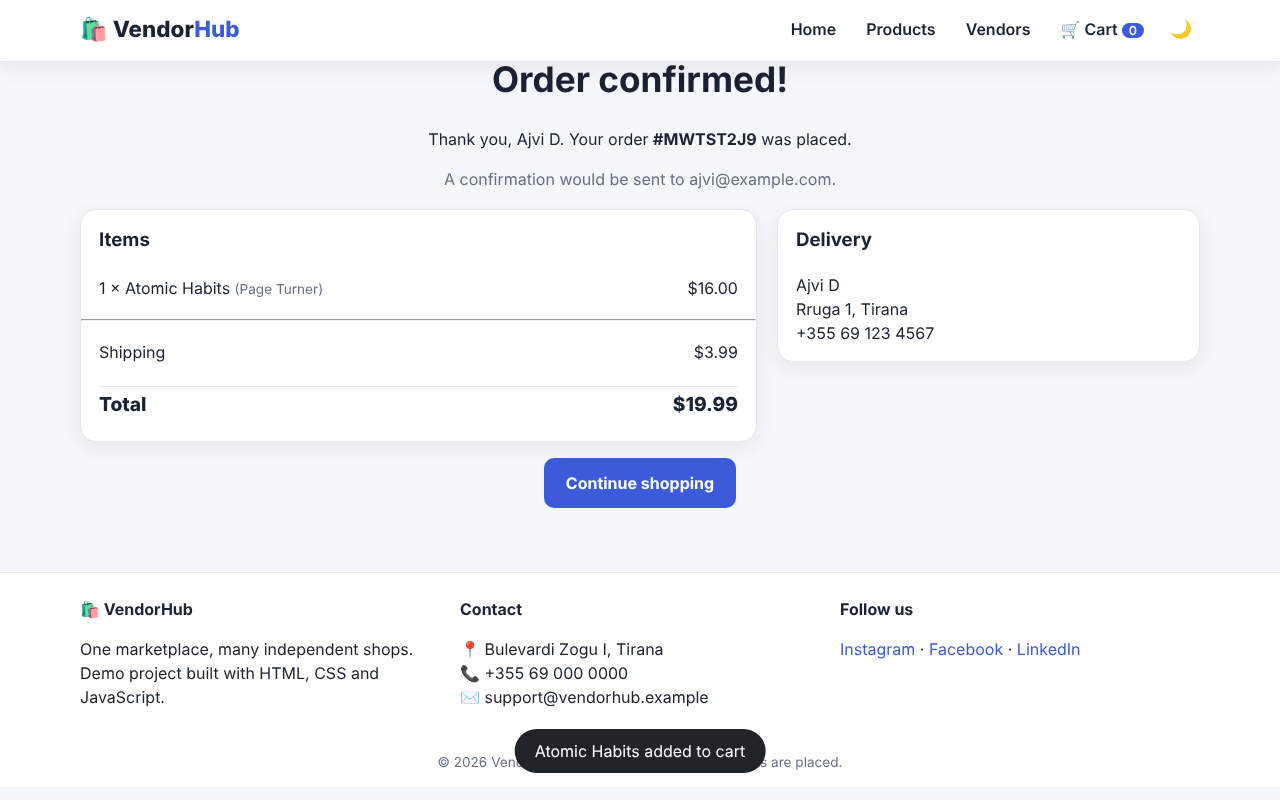 🛍️ VendorHub
Home
Products
Vendors
🛒 Cart 0
🌙
Order confirmed!
Thank you, Ajvi D. Your order #MWTST2J9 was placed.
A confirmation would be sent to ajvi@example.com.
Items
1 × Atomic Habits (Page Turner) $16.00
Shipping $3.99
Total $19.99
Delivery
Ajvi D
Rruga 1, Tirana
+355 69 123 4567
Continue shopping
🛍️ VendorHub
One marketplace, many independent shops.
Demo project built with HTML, CSS and
JavaScript.
Contact
📍 Bulevardi Zogu I, Tirana
📞 +355 69 000 0000
✉️ support@vendorhub.example
Follow us
Instagram · Facebook · LinkedIn
Atomic Habits added to cart
© 2026 are placed.